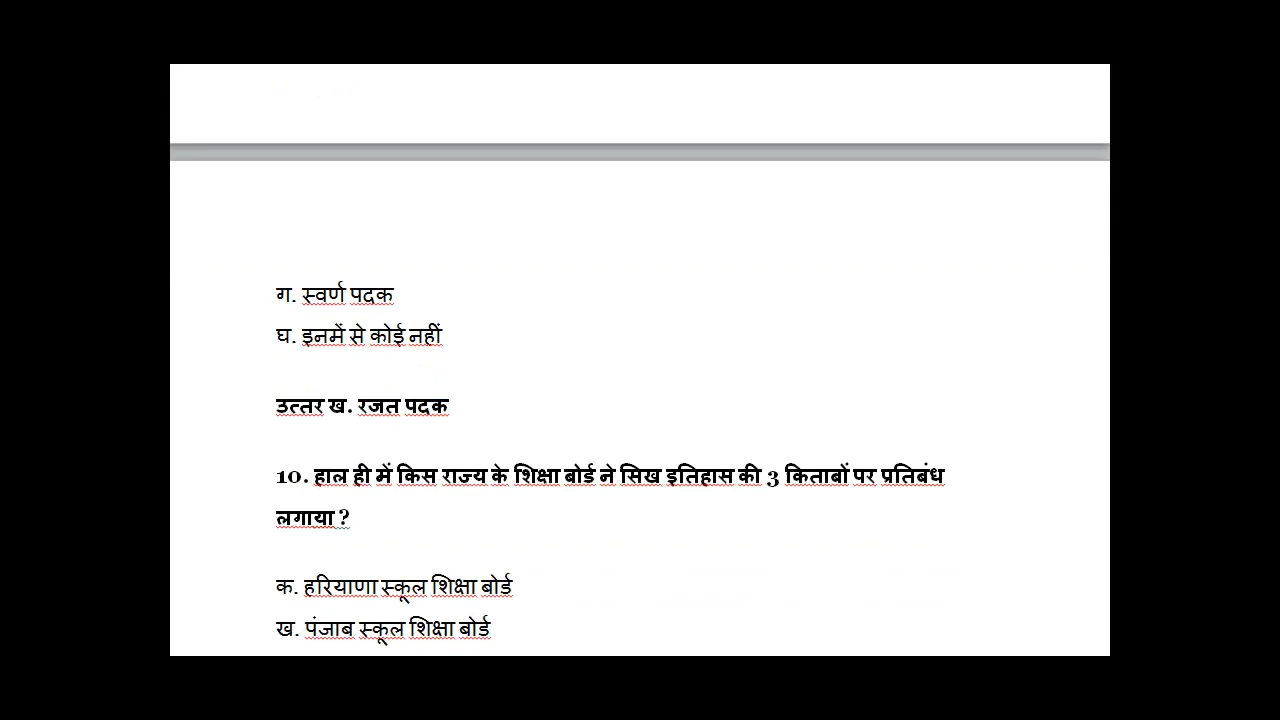 ग. स्वर्ण पदक
घ. इनमें से कोई नहीं
उत्तर ख. रजत पदक
10. हाल ही में किस राज्य के शिक्षा बोर्ड ने सिख इतिहास की 3 किताबों पर प्रतिबंध
लगाया ?
क. हरियाणा स्कूल शिक्षा बोर्ड
ख. पंजाब स्कूल शिक्षा बोर्ड